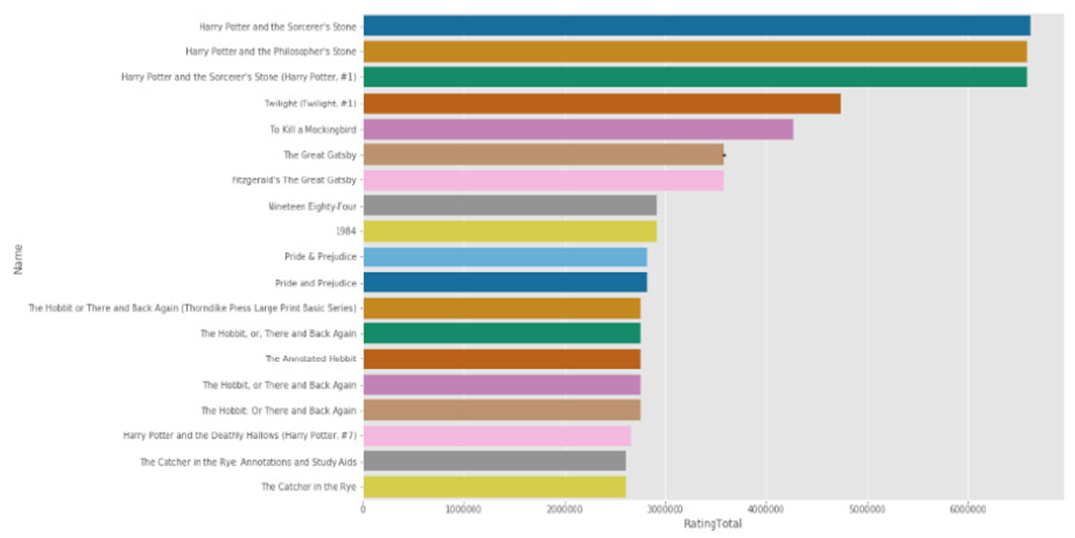 Harry Potter and the Sorcerer's Stone
Harry Potter and the Philosopher's Stone
Harry Potter and the Sorcerer's Stone (Harry Potter, #1)
Twilight (Twilight, #1)
To Kill a Mockingbird
The Great Gatsby
Fitzgerald's The Great Gatsby
Nineteen Eighty-Four
1984
Pride & Prejudice
Pride and Prejudice
The Hobbit or There and Back Again (Thorndike Press Large Print Basic Series)
The Hobbit, or, There and Back Again
The Annotated Hobbit
The Hobbit, or There and Back Again
The Hobbit: Or There and Back Again
Harry Potter and the Deathly Hallows (Harry Potter, #7)
The Catcher in the Rye: Annotations and Study Aids
The Catcher in the Rye
Name
0 1000000 2000000 3000000 4000000 5000000 6000000
RatingTotal